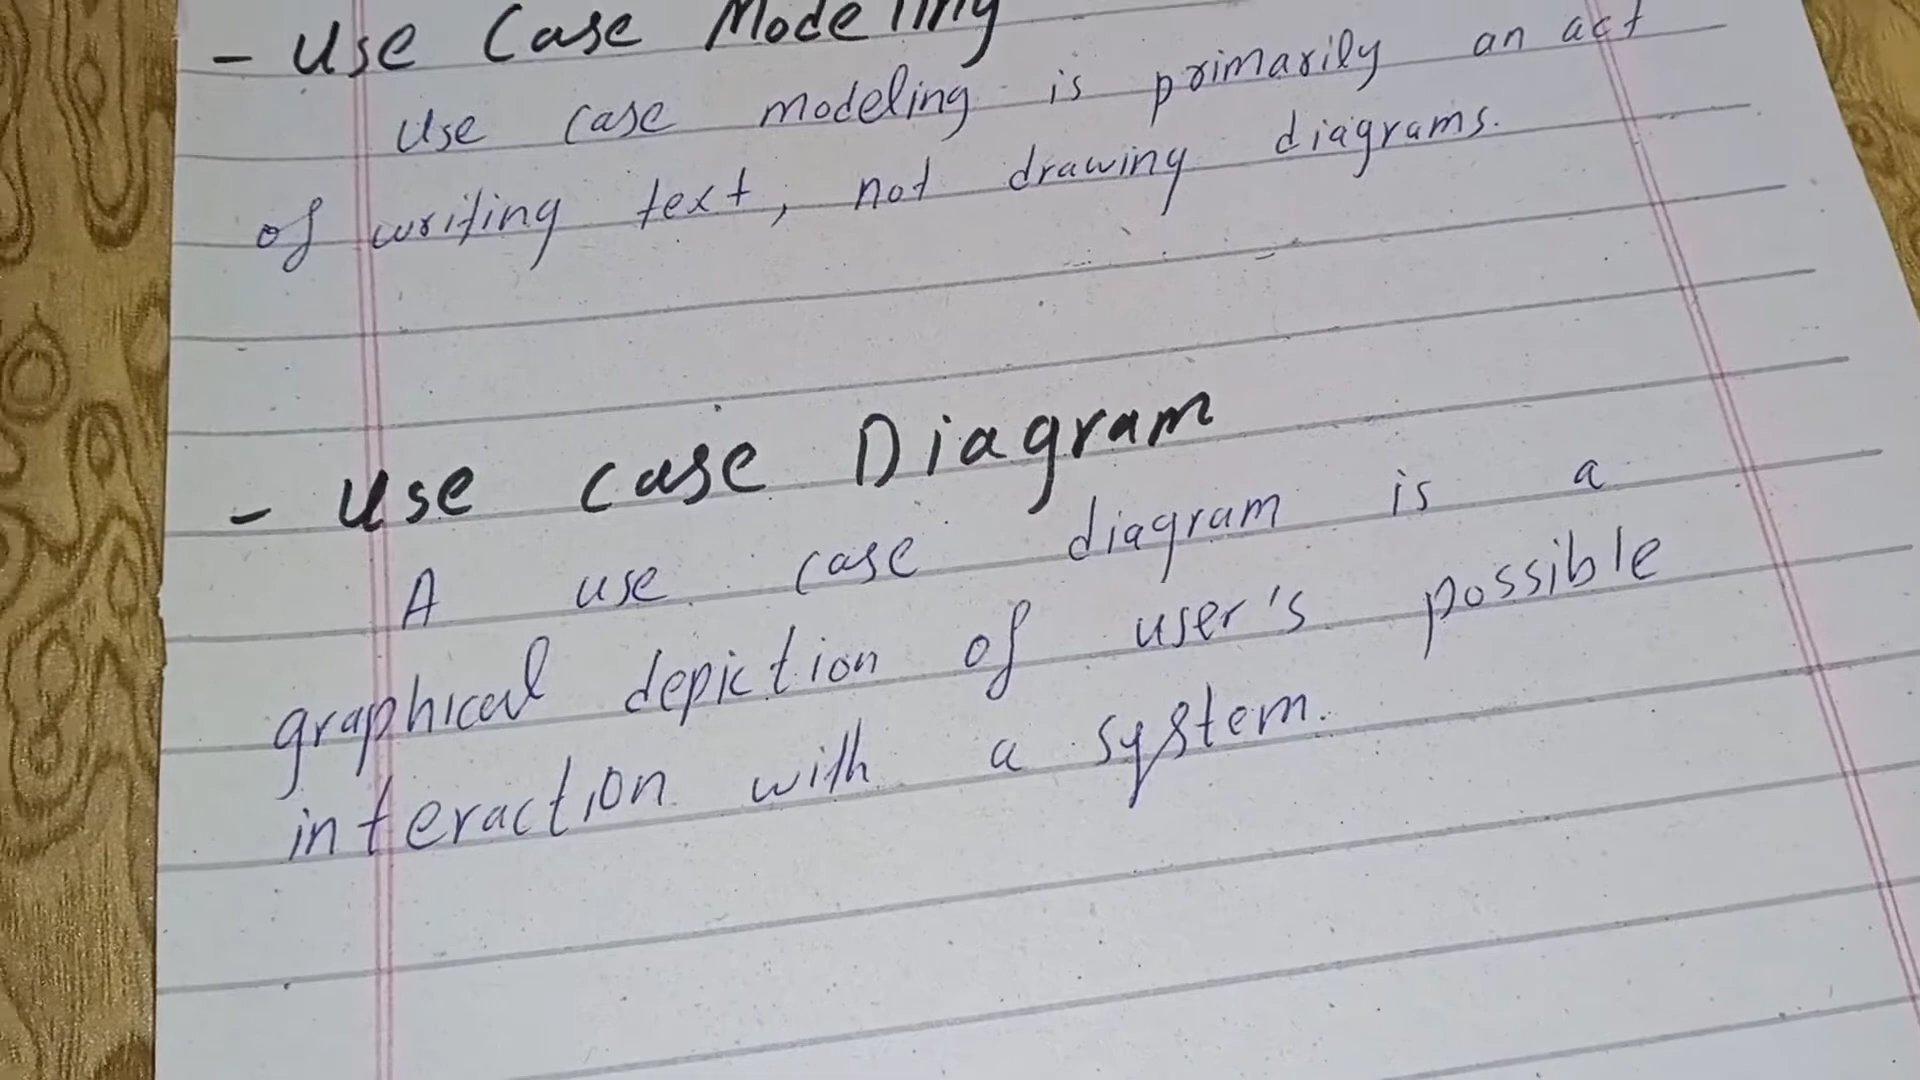 - Use Case Modeling
Use case modeling is primarily an act
of writing text, not drawing diagrams.
- Use case Diagram
A use case diagram is a
graphical depiction of user's possible
interaction with a system.